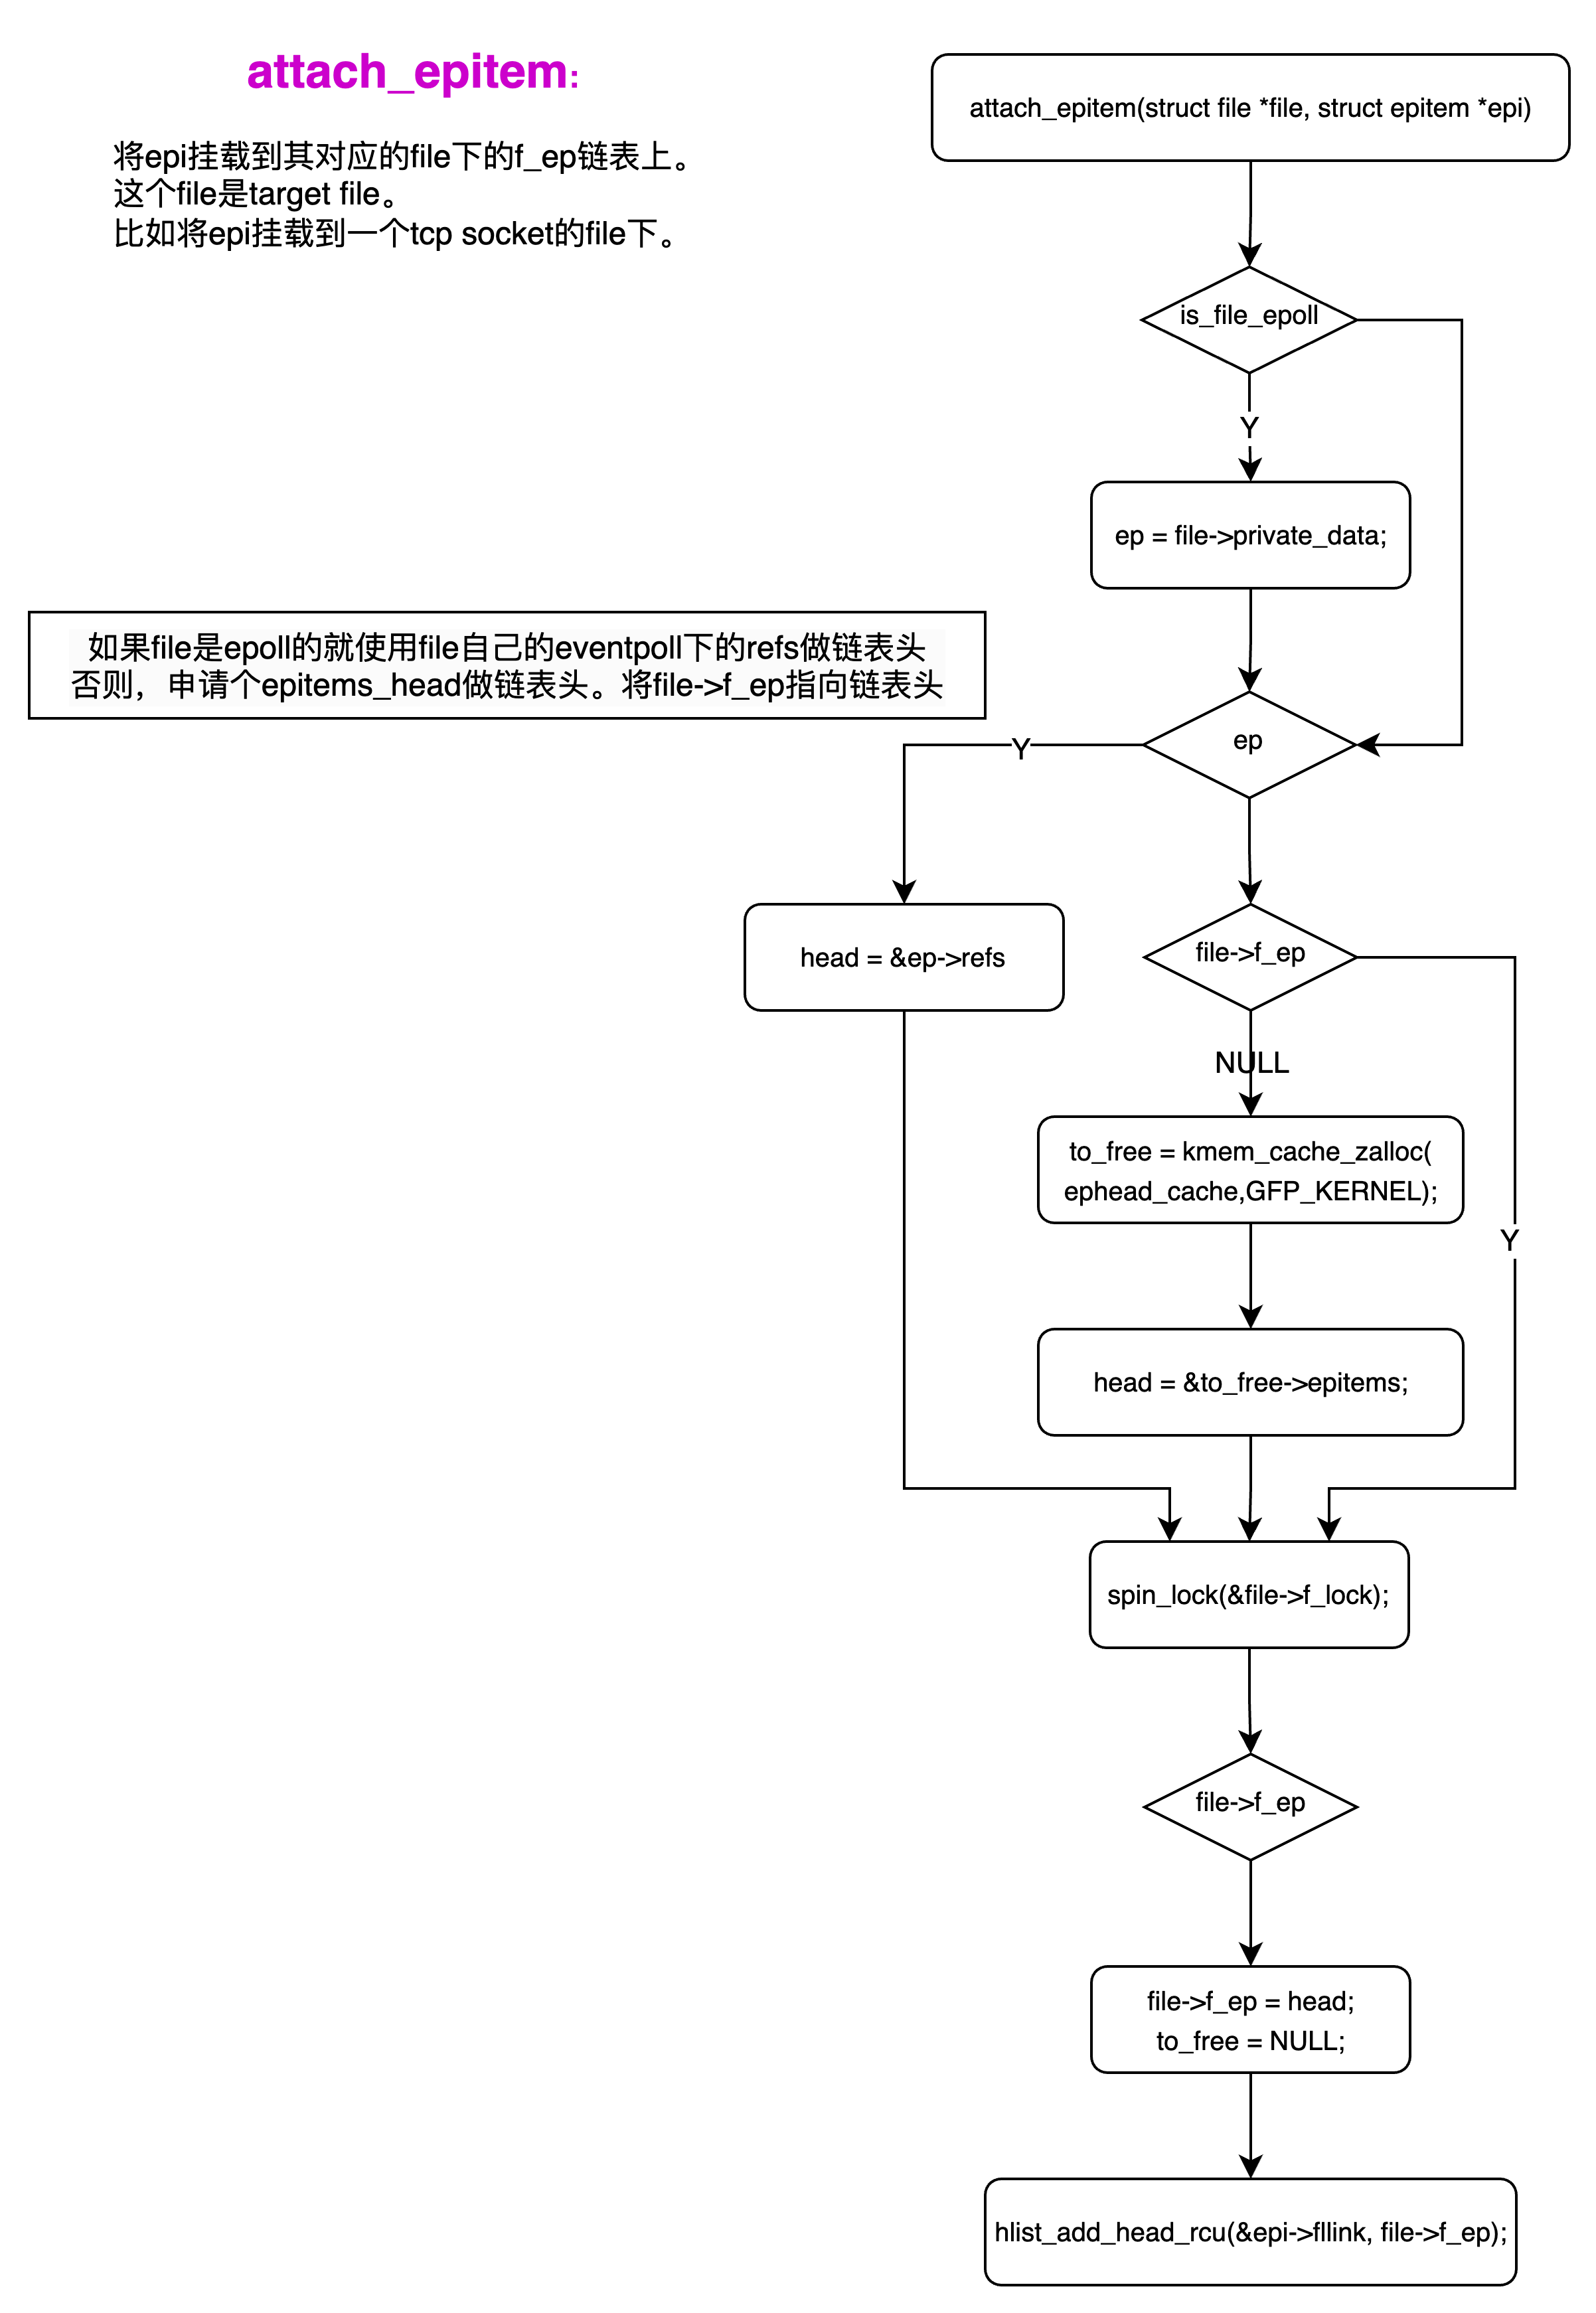 attach_epitem:
将epi挂载到其对应的file下的f_ep链表上。
这个file是target file。
比如将epi挂载到一个tcp socket的file下。
attach_epitem(struct file *file, struct epitem *epi)
is_file_epoll
Y
ep = file->private_data;
如果file是epoll的就使用file自己的eventpoll下的refs做链表头
否则，申请个epitems_head做链表头。将file->f_ep指向链表头
ep
Y
head = &ep->refs
file->f_ep
NULL
to_free = kmem_cache_zalloc(
ephead_cache,GFP_KERNEL);
Y
head = &to_free->epitems;
spin_lock(&file->f_lock);
file->f_ep
file->f_ep = head;
to_free = NULL;
hlist_add_head_rcu(&epi->fllink, file->f_ep);